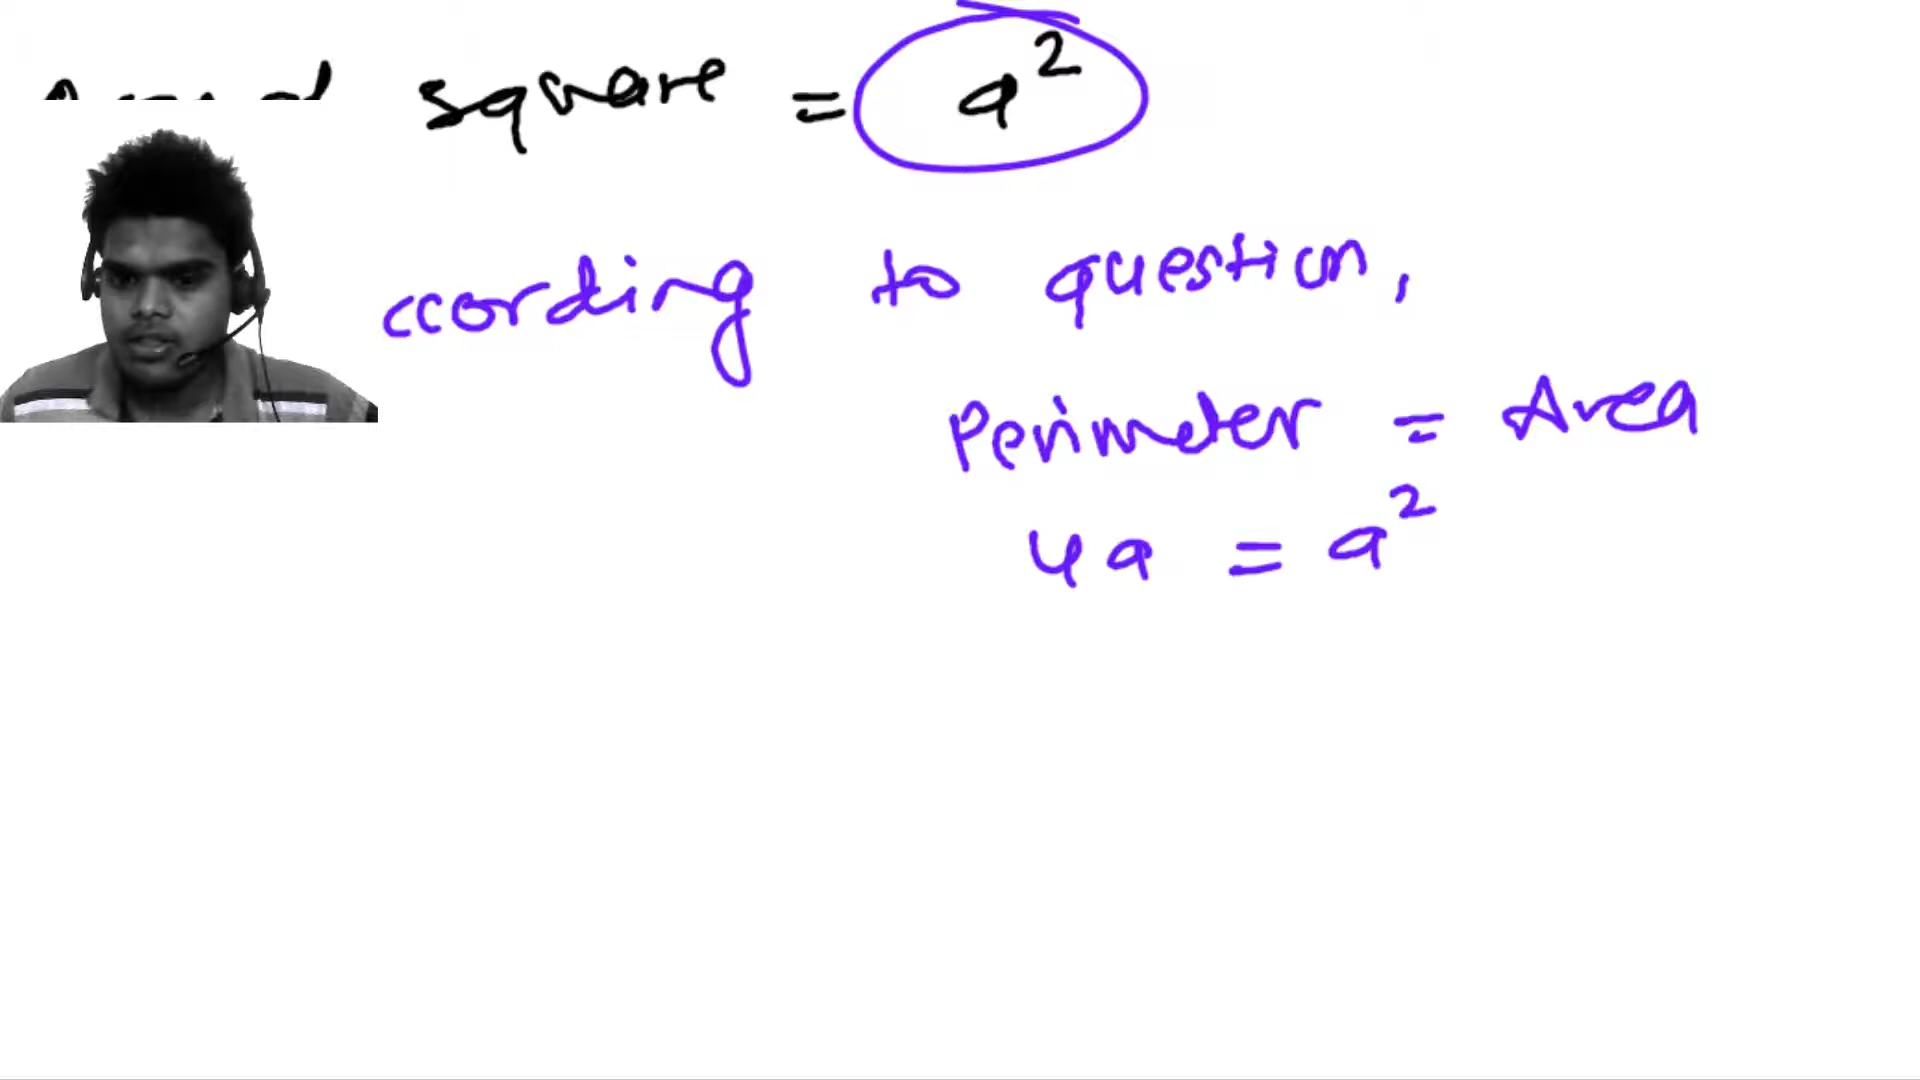 square = a²
ccording to question,
Perimeter = Area
4a = a²